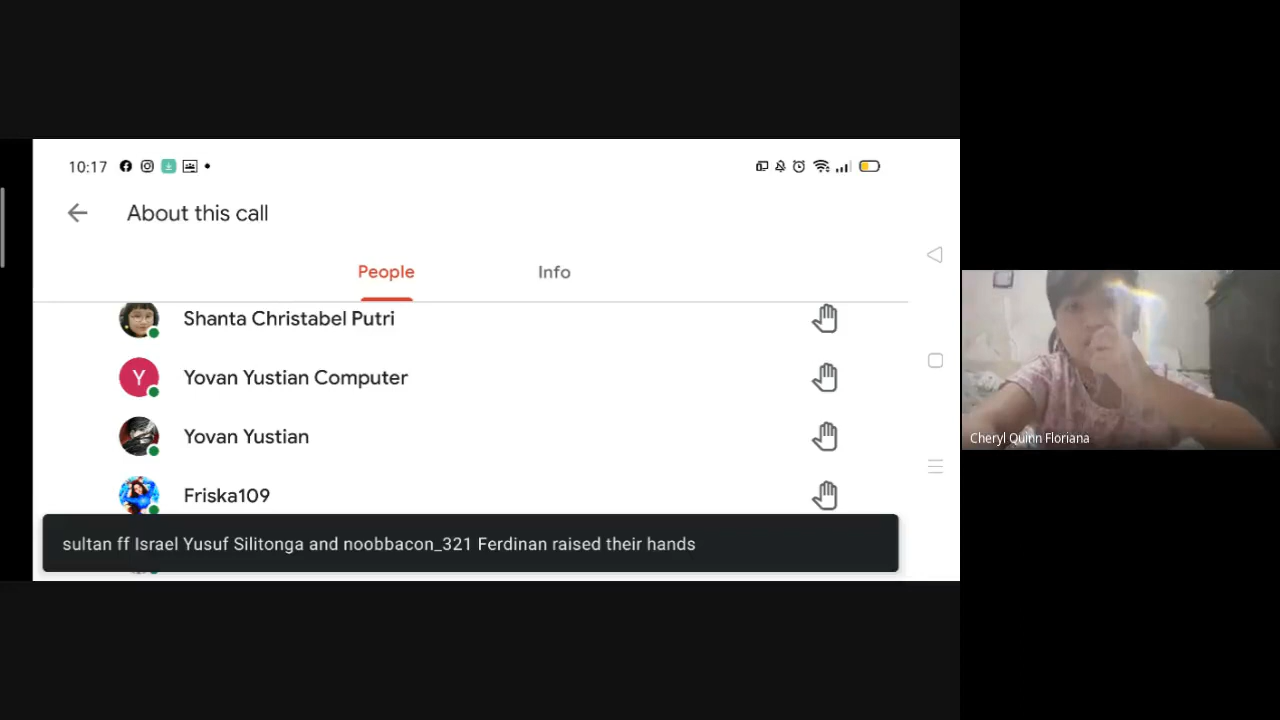 10:17
About this call
People
Info
Shanta Christabel Putri
Y
Yovan Yustian Computer
Yovan Yustian
Friska109
sultan ff Israel Yusuf Silitonga and noobbacon_321 Ferdinan raised their hands
Cheryl Quinn Floriana